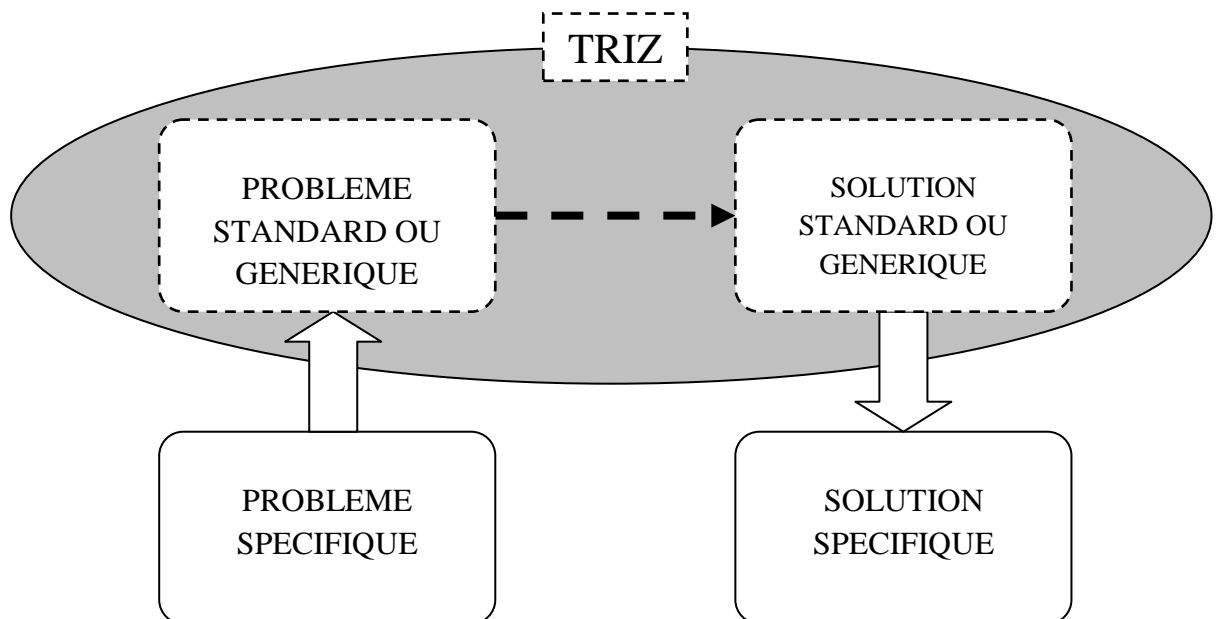 TRIZ
PROBLEME
STANDARD OU
GENERIQUE
SOLUTION
STANDARD OU
GENERIQUE
PROBLEME
SPECIFIQUE
SOLUTION
SPECIFIQUE